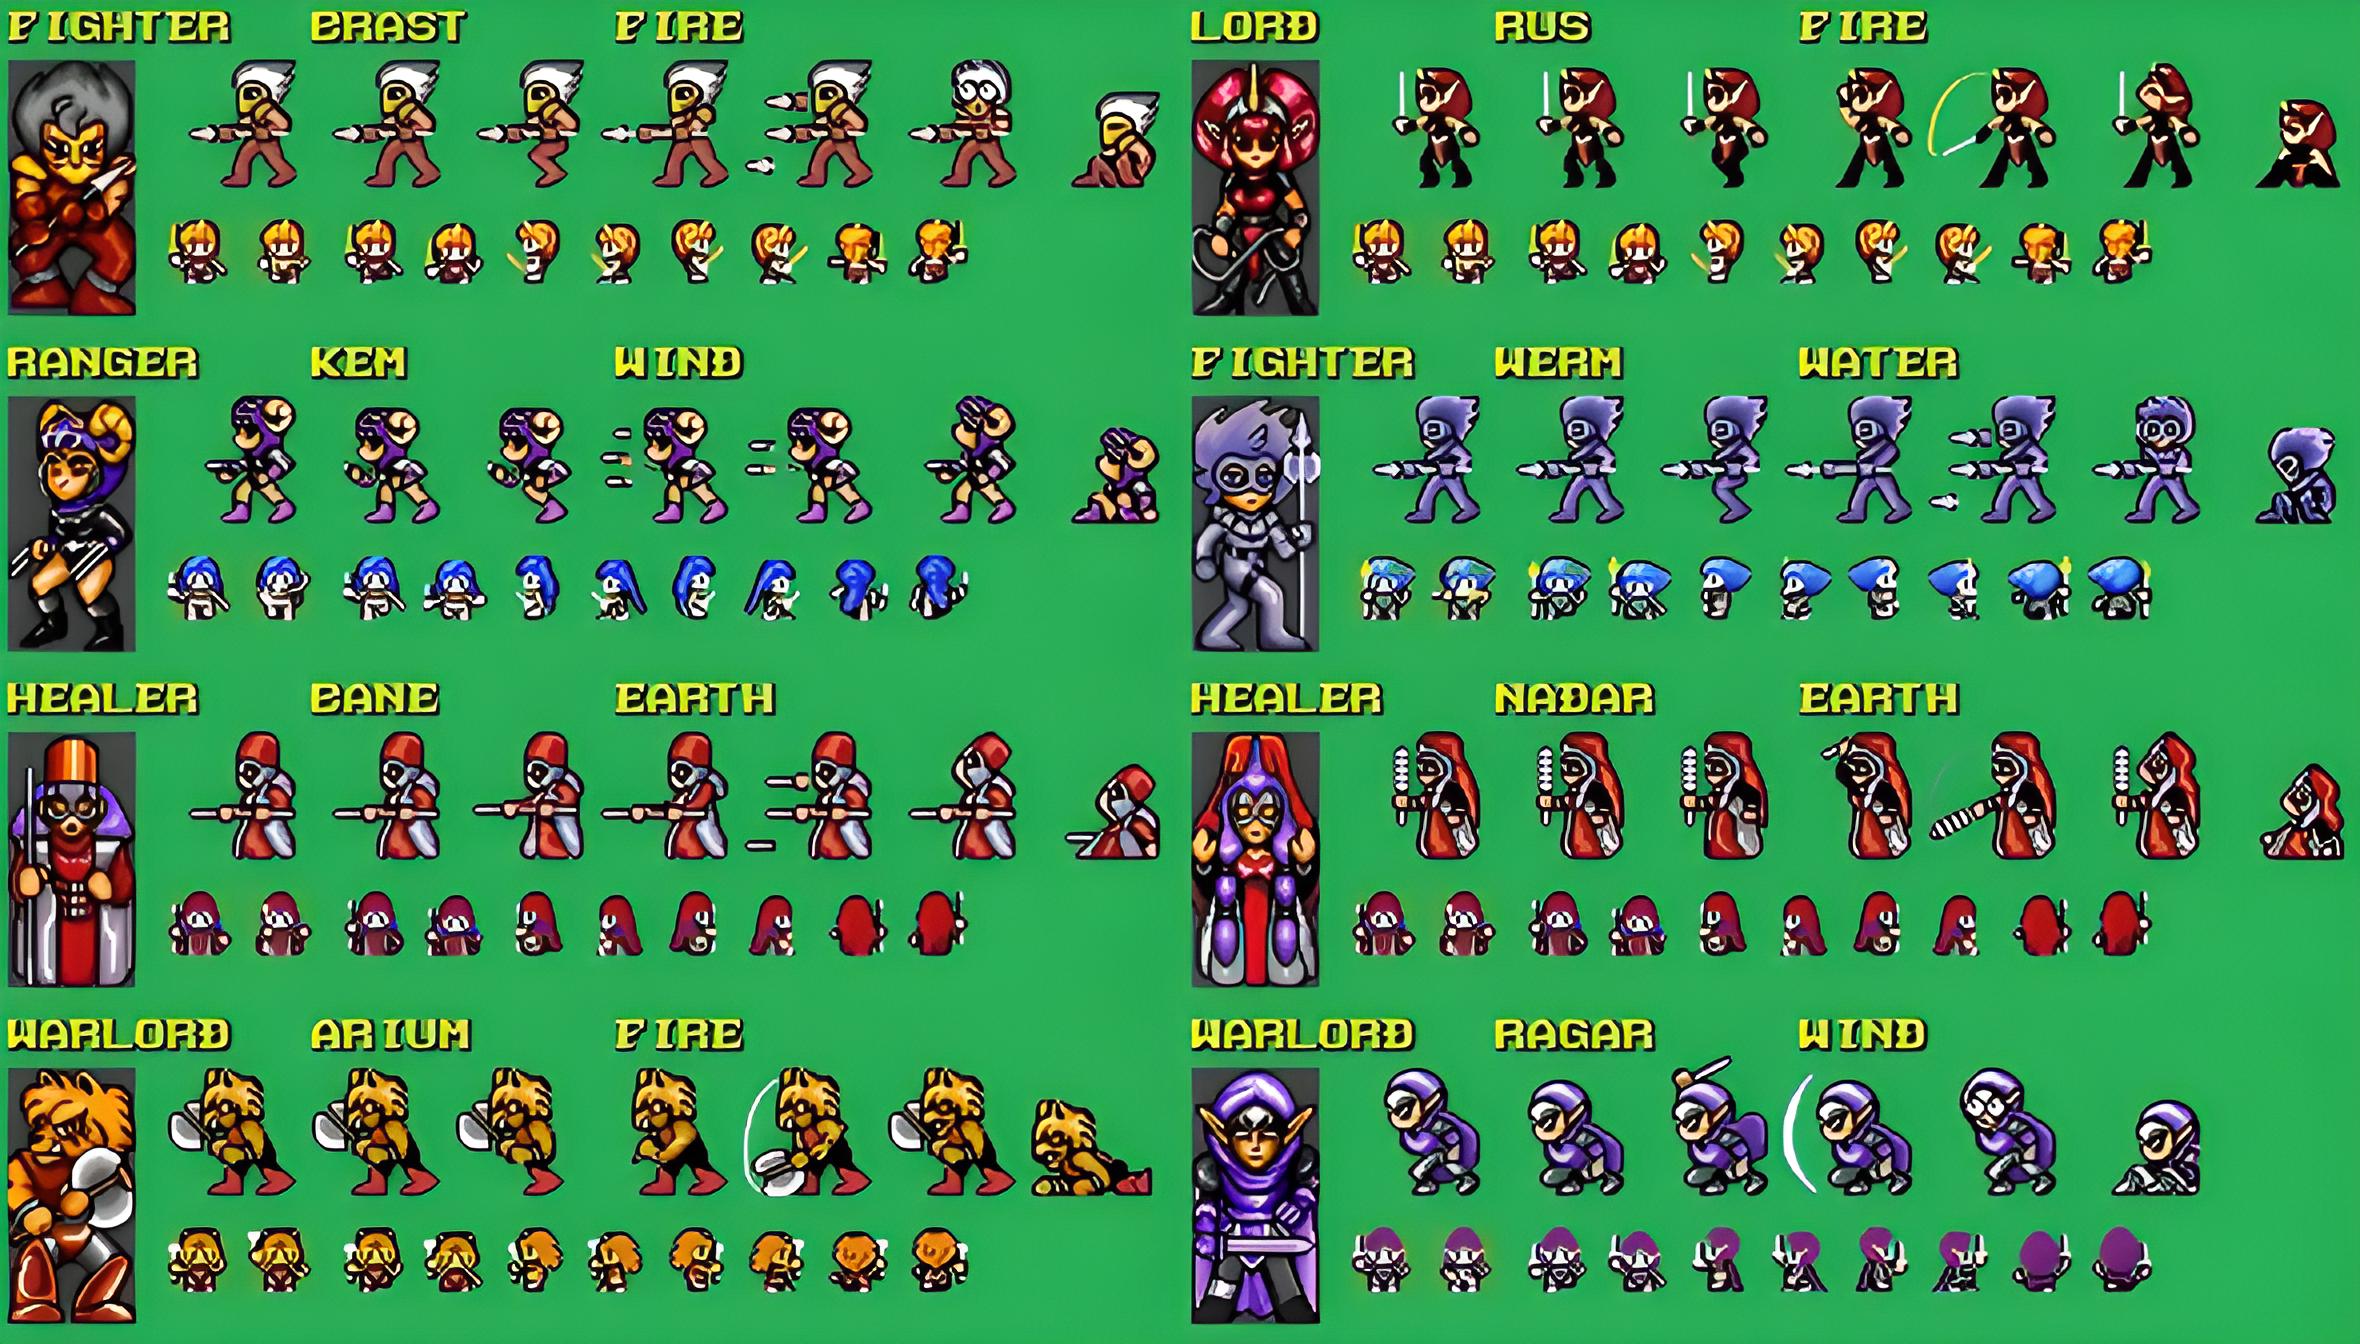 FIGHTER BRAST FIRE
LORD RUS FIRE
RANGER KEM WIND
FIGHTER WERM WATER
HEALER BANE EARTH
HEALER NADAR EARTH
WARLORD ARIUM FIRE
WARLORD RAGAR WIND